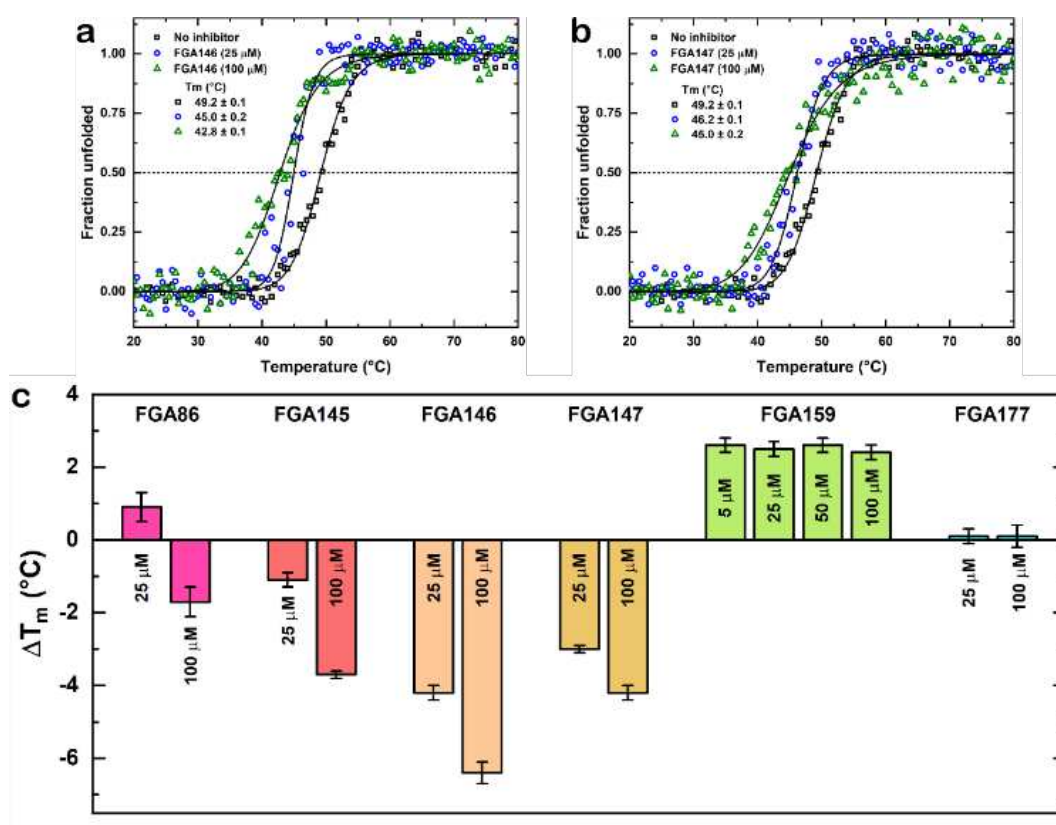 a
No inhibitor
FGA146 (25 μM)
FGA146 (100 μM)
Tm (°C)
49.2 ± 0.1
45.0 ± 0.2
42.8 ± 0.1
1.00
0.75
0.50
0.25
0.00
Fraction unfolded
20 30 40 50 60 70 80
Temperature (°C)
b
No inhibitor
FGA147 (25 μM)
FGA147 (100 μM)
Tm (°C)
49.2 ± 0.1
46.2 ± 0.1
45.0 ± 0.2
1.00
0.75
0.50
0.25
0.00
Fraction unfolded
20 30 40 50 60 70 80
Temperature (°C)
c
FGA86 FGA145 FGA146 FGA147 FGA159 FGA177
4
2
0
-2
-4
-6
ΔTm (°C)
25 μM
100 μM
25 μM
100 μM
25 μM
100 μM
25 μM
100 μM
5 μM
25 μM
50 μM
100 μM
25 μM
100 μM